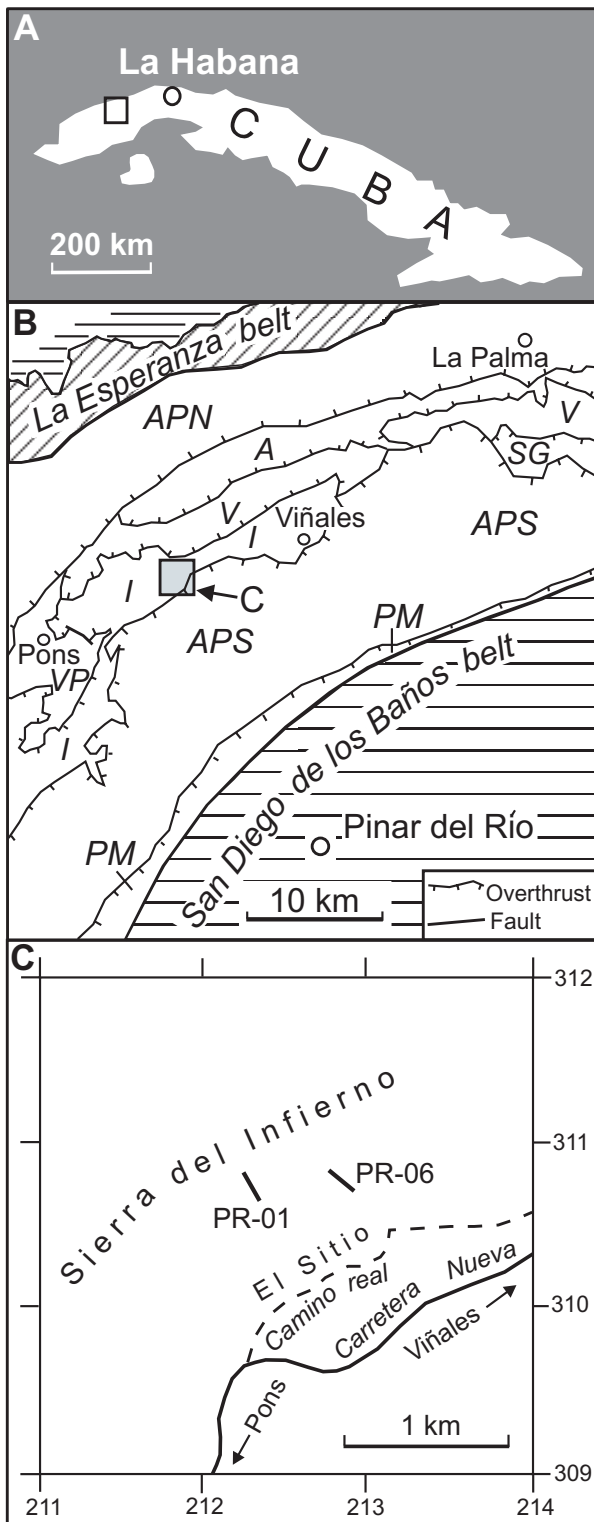 A
La Habana
CUBA
200 km
B
La Esperanza belt
La Palma
APN
V
A
SG
V
Viñales
APS
I
I
C
PM
APS
Pons
VP
I
San Diego de los Baños belt
Pinar del Río
PM
10 km
Overthrust
Fault
C
312
Sierra del Infierno
311
PR-06
PR-01
El Sitio
Camino real
Carretera Nueva
310
Viñales
Pons
1 km
309
211 212 213 214